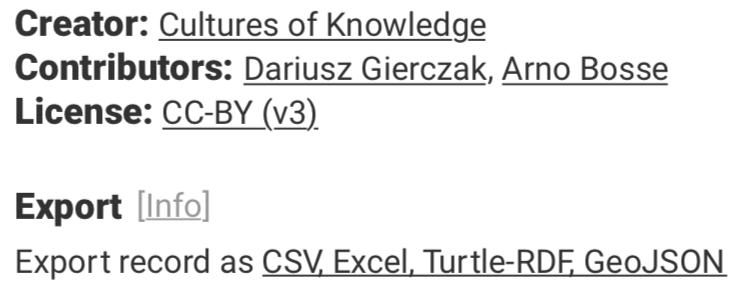 Creator: Cultures of Knowledge
Contributors: Dariusz Gierczak, Arno Bosse
License: CC-BY (v3)
Export [Info]
Export record as CSV, Excel, Turtle-RDF, GeoJSON